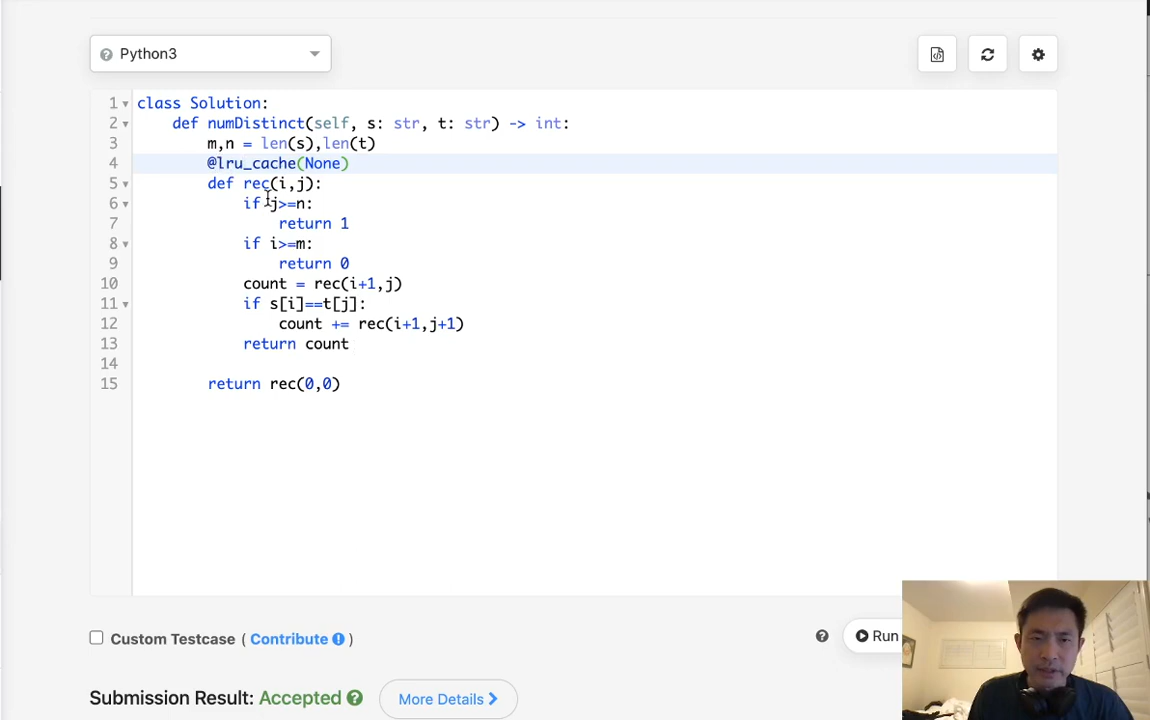 Python3
1 class Solution:
2 def numDistinct(self, s: str, t: str) -> int:
3 m,n = len(s),len(t)
4 @lru_cache(None)
5 def rec(i,j):
6 if j>=n:
7 return 1
8 if i>=m:
9 return 0
10 count = rec(i+1,j)
11 if s[i]==t[j]:
12 count += rec(i+1,j+1)
13 return count
14
15 return rec(0,0)
Custom Testcase ( Contribute )
Run
Submission Result: Accepted
More Details